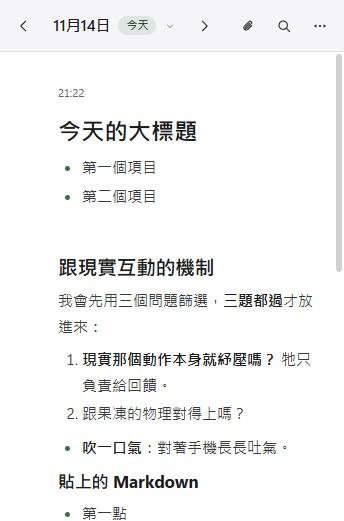 11月14日 今天
21:22
今天的大標題
• 第一個項目
• 第二個項目
跟現實互動的機制
我會先用三個問題篩選，三題都過才放
進來：
1. 現實那個動作本身就紓壓嗎？ 牠只
負責給回饋。
2. 跟果凍的物理對得上嗎？
• 吹一口氣：對著手機長長吐氣。
貼上的 Markdown
• 第一點